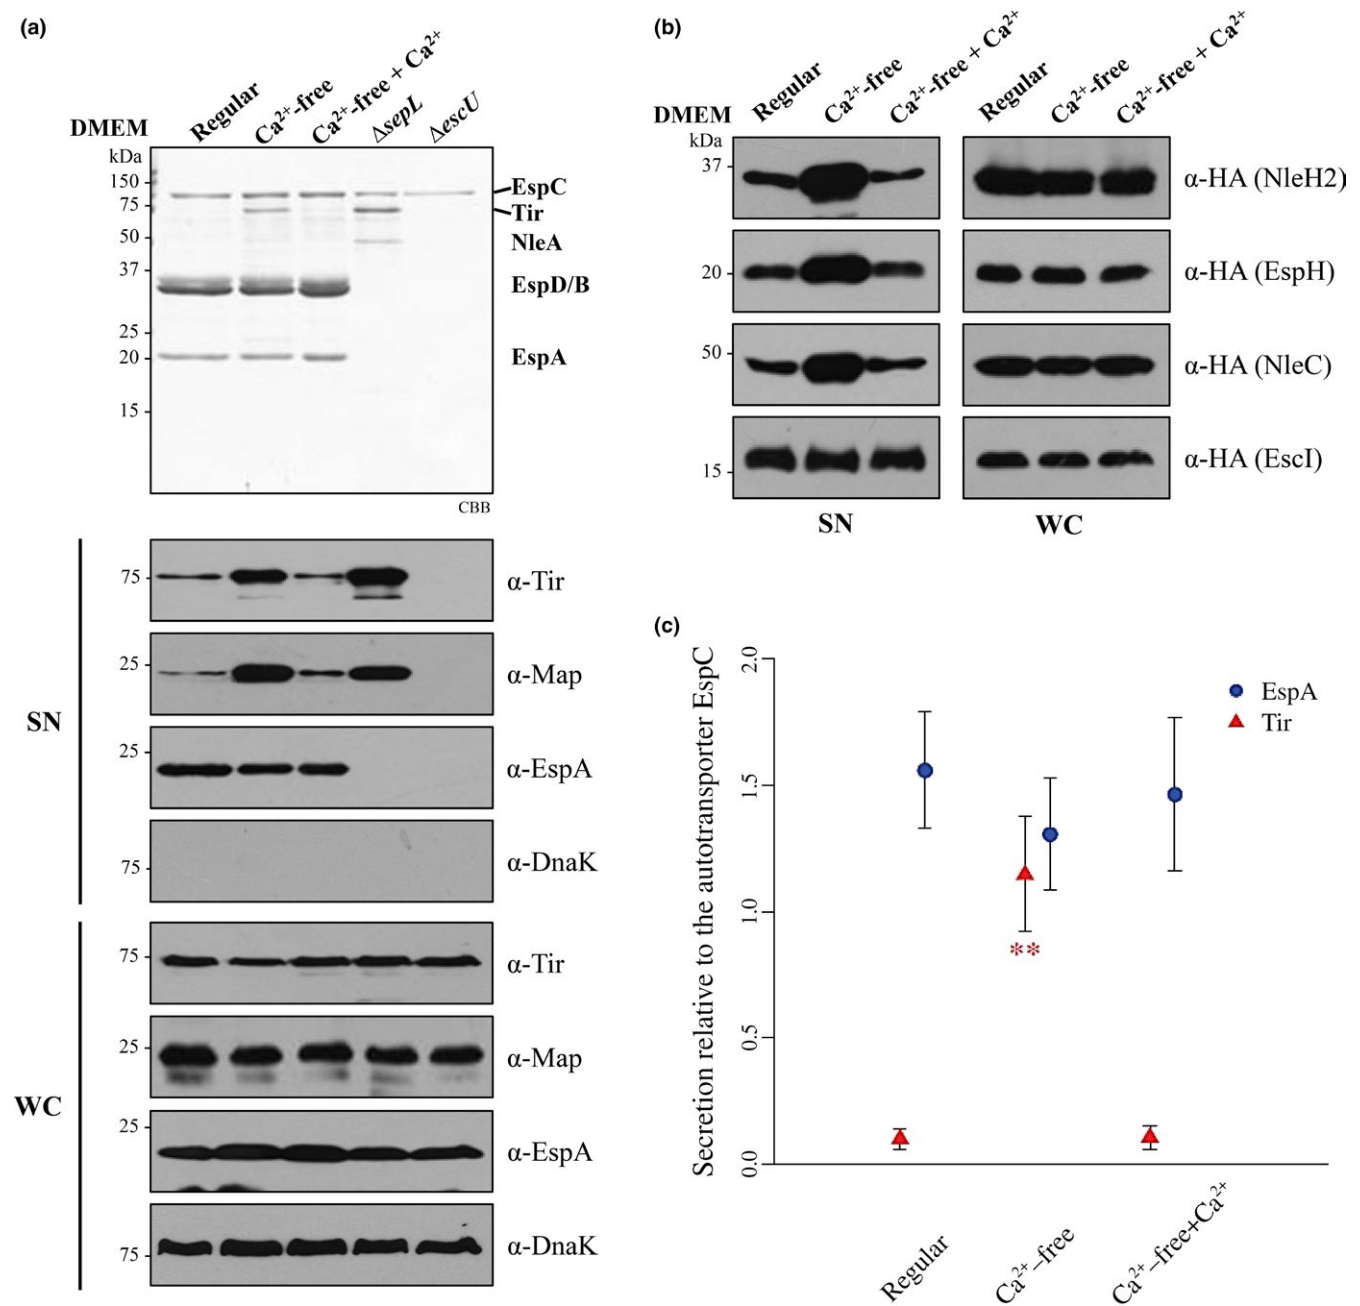 (a)
DMEM
Regular
Ca²⁺-free
Ca²⁺-free + Ca²⁺
ΔsepL
ΔescU
kDa
150
75
50
37
25
20
15
EspC
Tir
NleA
EspD/B
EspA
CBB
SN
75
α-Tir
25
α-Map
25
α-EspA
75
α-DnaK
WC
75
α-Tir
25
α-Map
25
α-EspA
75
α-DnaK
(b)
DMEM
Regular
Ca²⁺-free
Ca²⁺-free + Ca²⁺
Regular
Ca²⁺-free
Ca²⁺-free + Ca²⁺
kDa
37
α-HA (NleH2)
20
α-HA (EspH)
50
α-HA (NleC)
15
α-HA (EscI)
SN
WC
(c)
Secretion relative to the autotransporter EspC
2.0
1.5
1.0
0.5
0.0
EspA
Tir
**
Regular
Ca²⁺–free
Ca²⁺–free+Ca²⁺